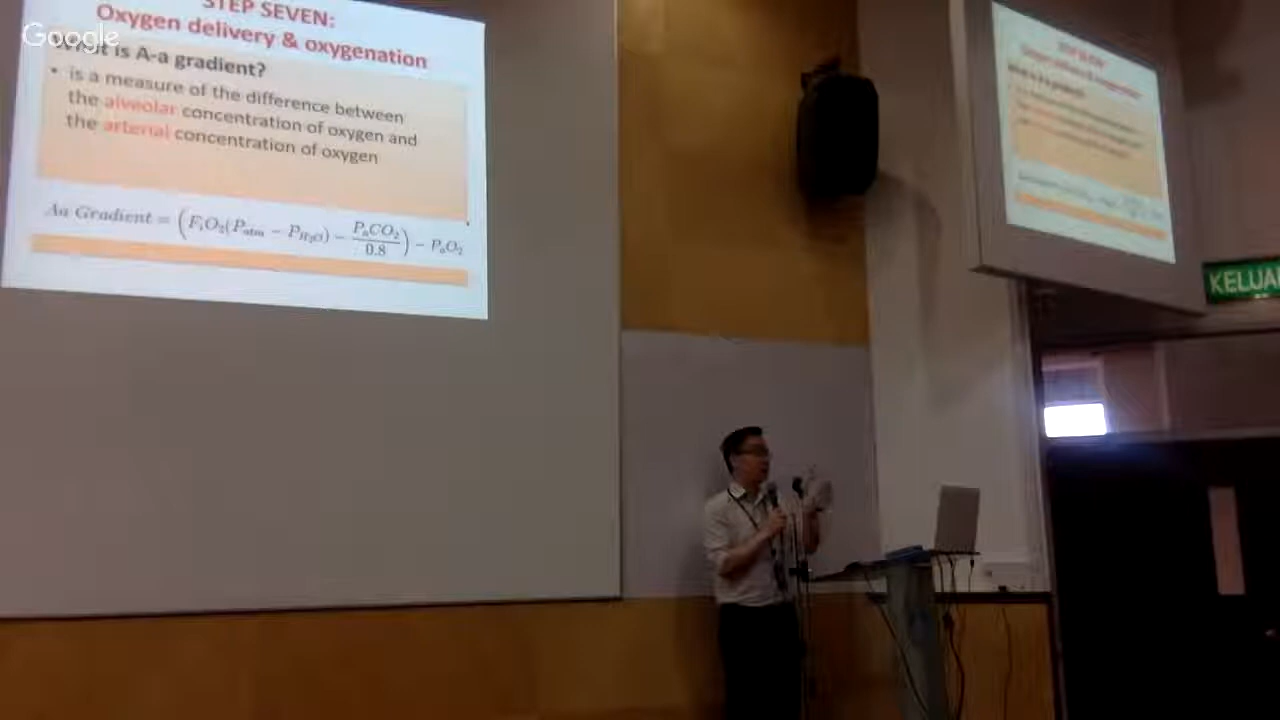 STEP SEVEN:
Oxygen delivery & oxygenation
Google
What is A-a gradient?
• is a measure of the difference between
the alveolar concentration of oxygen and
the arterial concentration of oxygen
Aa Gradient = (FiO2(Patm − PH2O) − PaCO2/0.8) − PaO2
KELUA